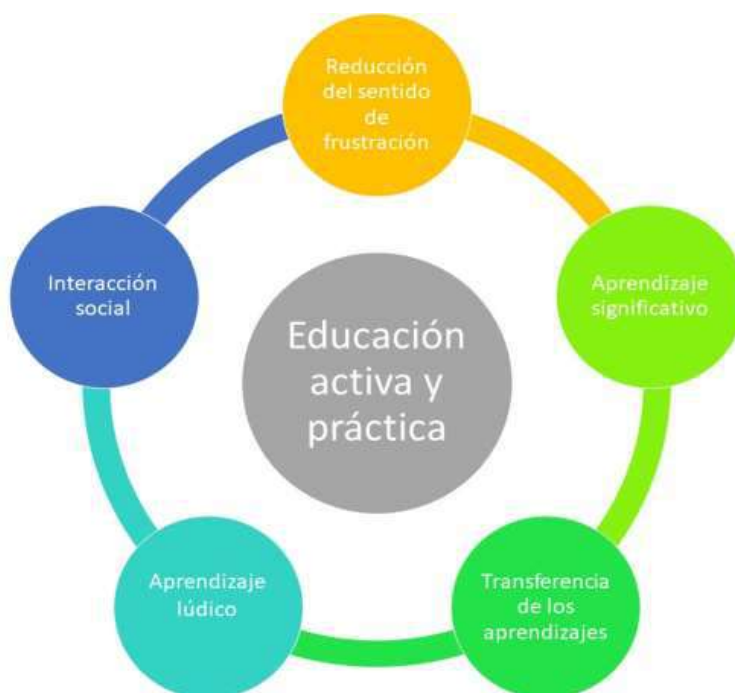 Reducción
del sentido
de
frustración
Interacción
social
Aprendizaje
significativo
Educación
activa y
práctica
Aprendizaje
lúdico
Transferencia
de los
aprendizajes